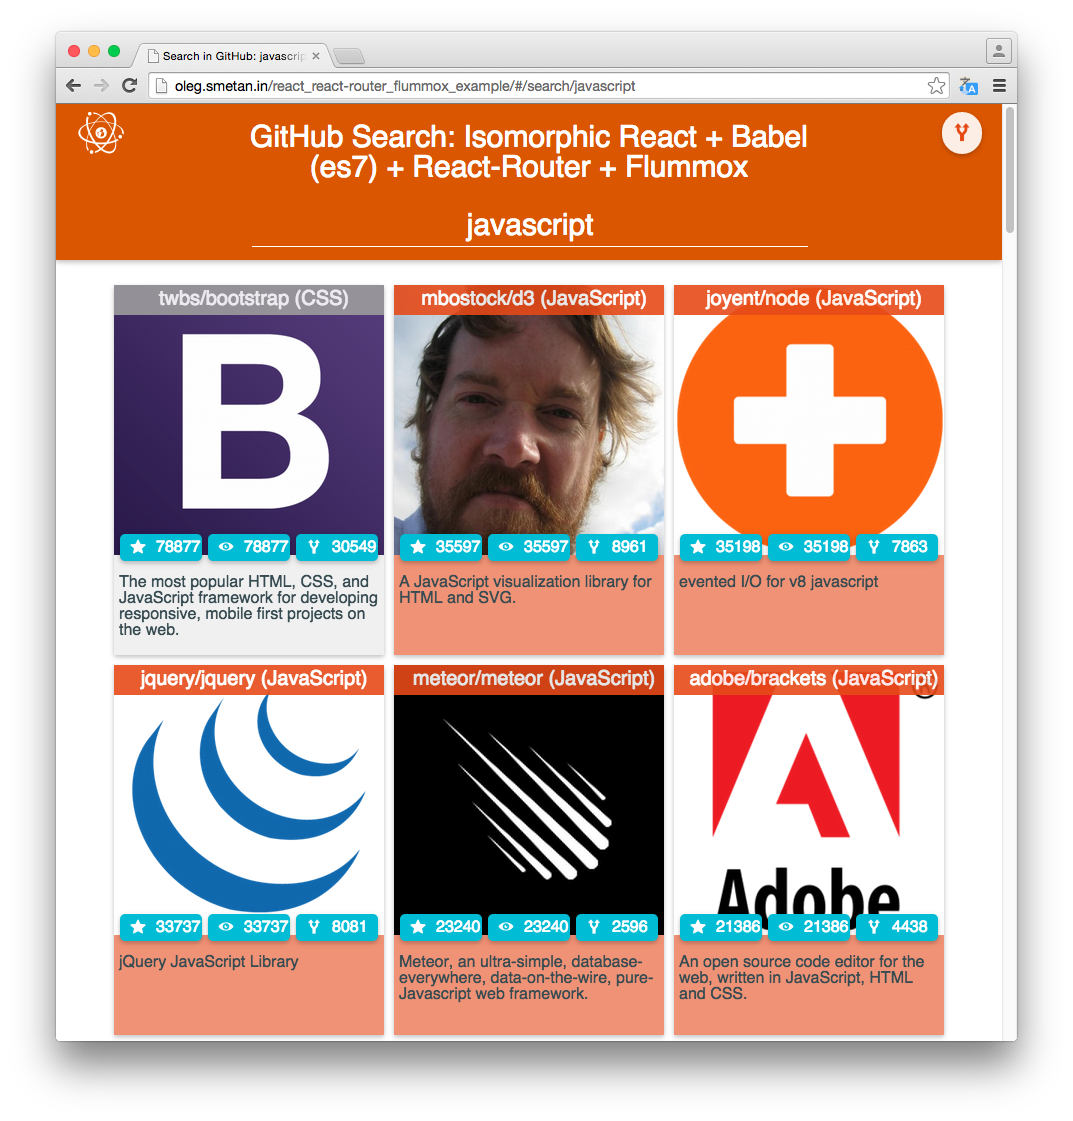 Search in GitHub: javascrip
oleg.smetan.in/react_react-router_flummox_example/#/search/javascript
GitHub Search: Isomorphic React + Babel
(es7) + React-Router + Flummox
javascript
twbs/bootstrap (CSS)
B
78877 78877 30549
The most popular HTML, CSS, and
JavaScript framework for developing
responsive, mobile first projects on
the web.
mbostock/d3 (JavaScript)
35597 35597 8961
A JavaScript visualization library for
HTML and SVG.
joyent/node (JavaScript)
35198 35198 7863
evented I/O for v8 javascript
jquery/jquery (JavaScript)
33737 33737 8081
jQuery JavaScript Library
meteor/meteor (JavaScript)
23240 23240 2596
Meteor, an ultra-simple, database-
everywhere, data-on-the-wire, pure-
Javascript web framework.
adobe/brackets (JavaScript)
®
Adobe
21386 21386 4438
An open source code editor for the
web, written in JavaScript, HTML
and CSS.